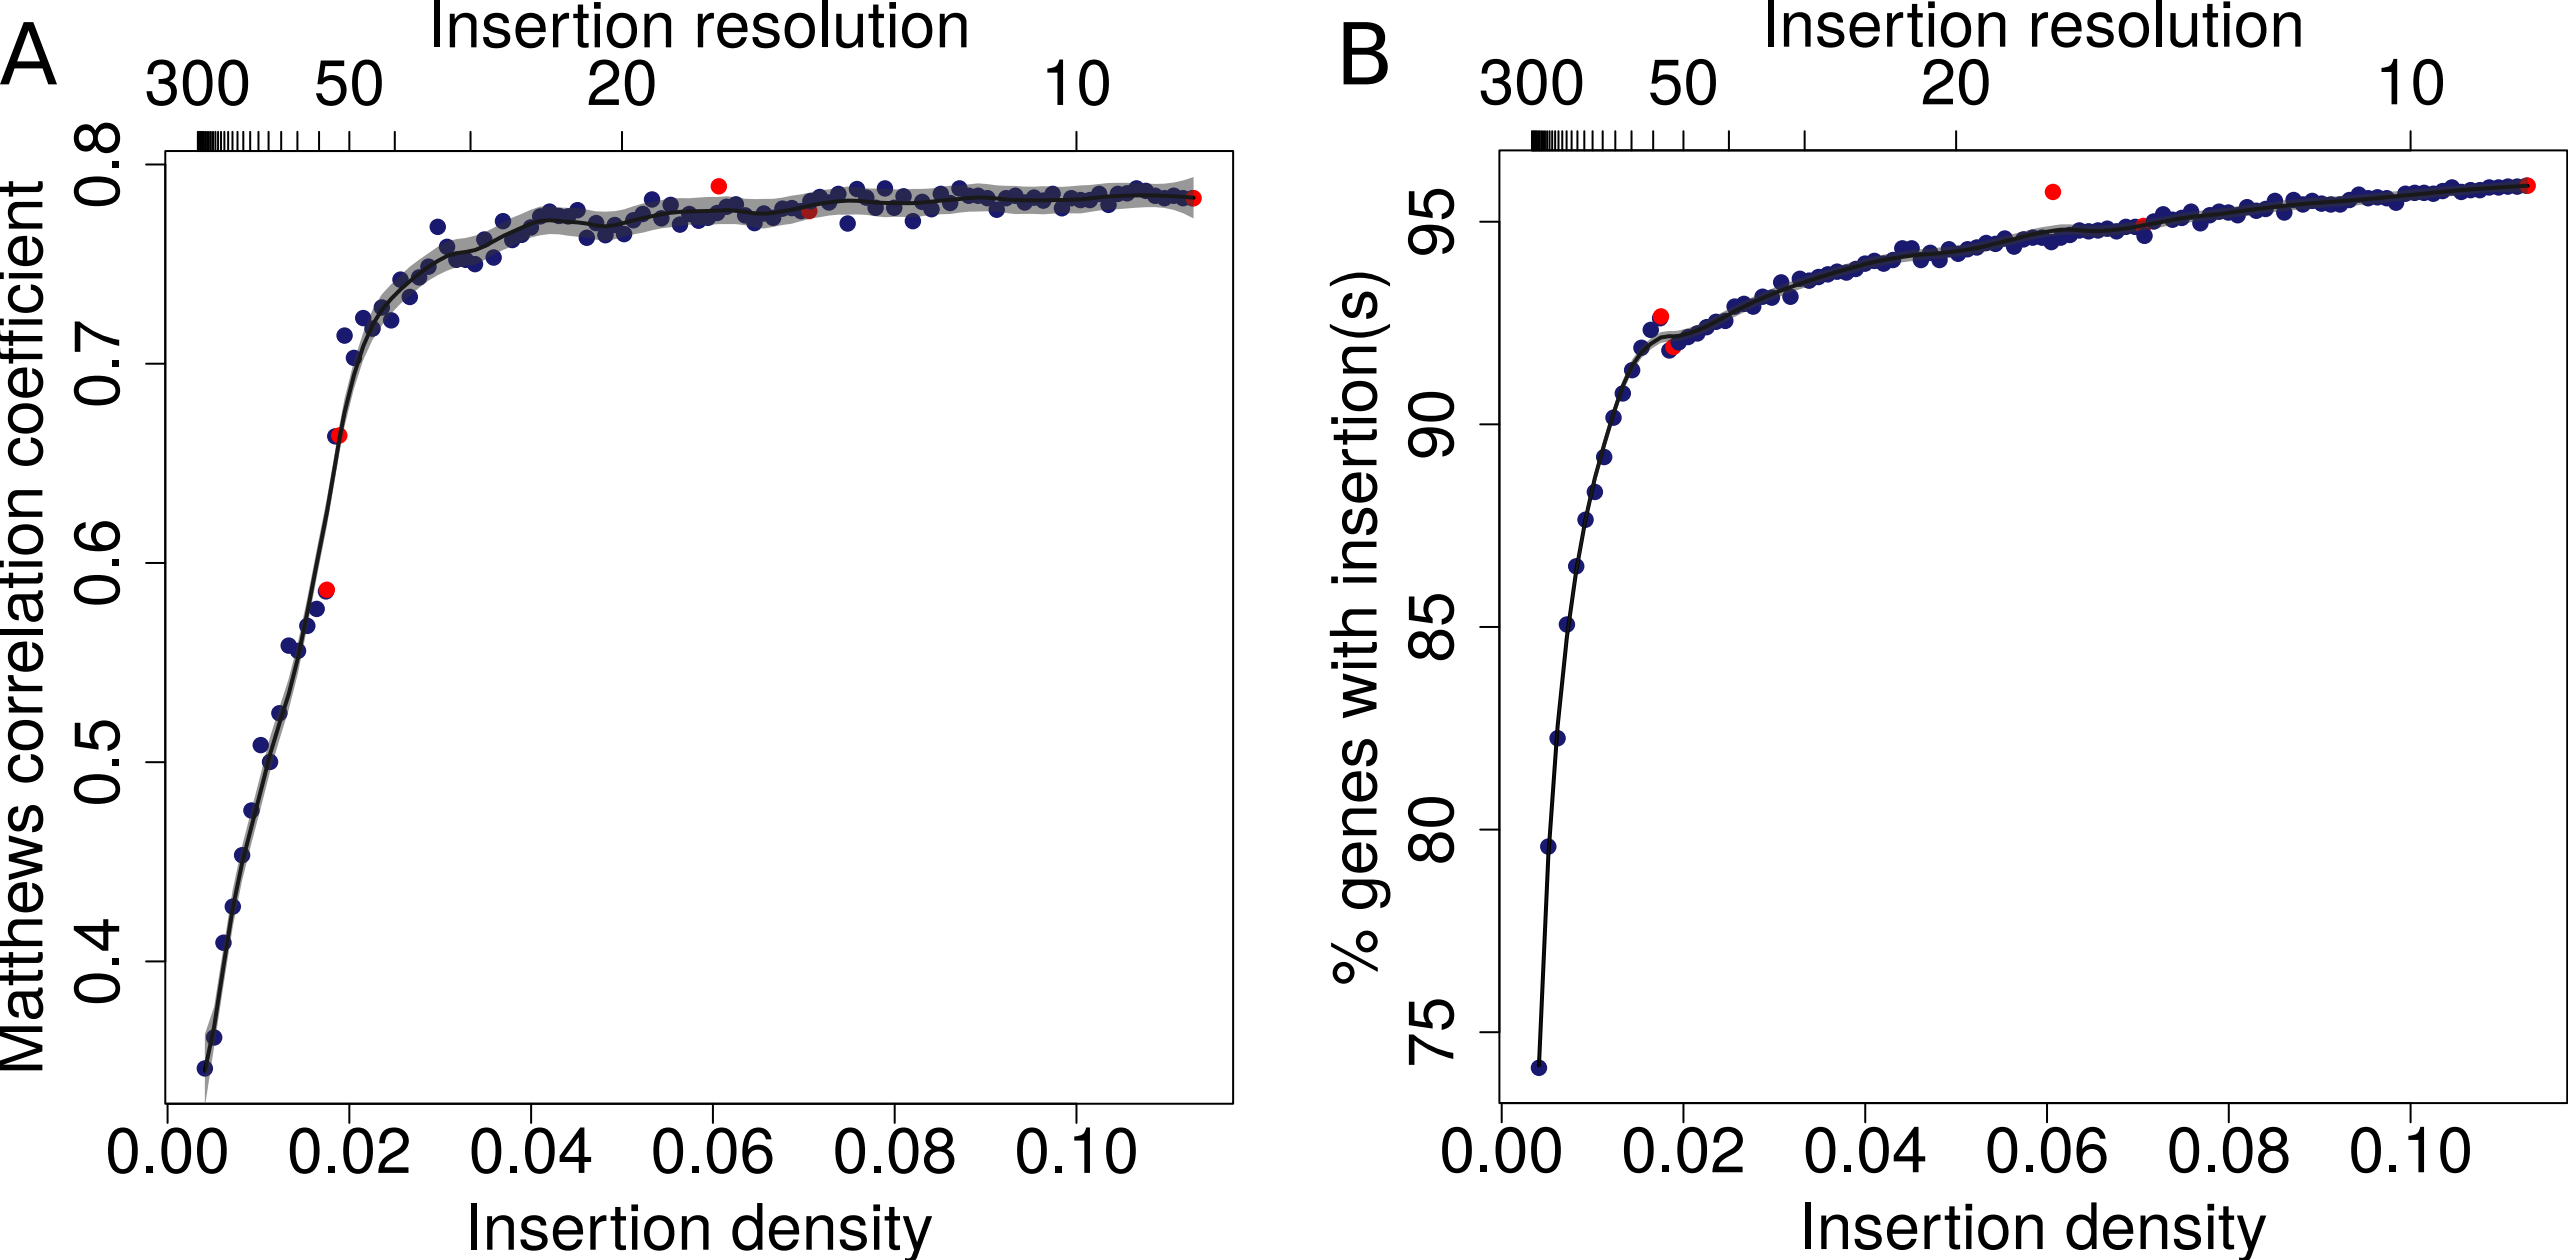 A
Insertion resolution
300 50 20 10
Matthews correlation coefficient
0.8
0.7
0.6
0.5
0.4
0.00 0.02 0.04 0.06 0.08 0.10
Insertion density
B
Insertion resolution
300 50 20 10
% genes with insertion(s)
95
90
85
80
75
0.00 0.02 0.04 0.06 0.08 0.10
Insertion density